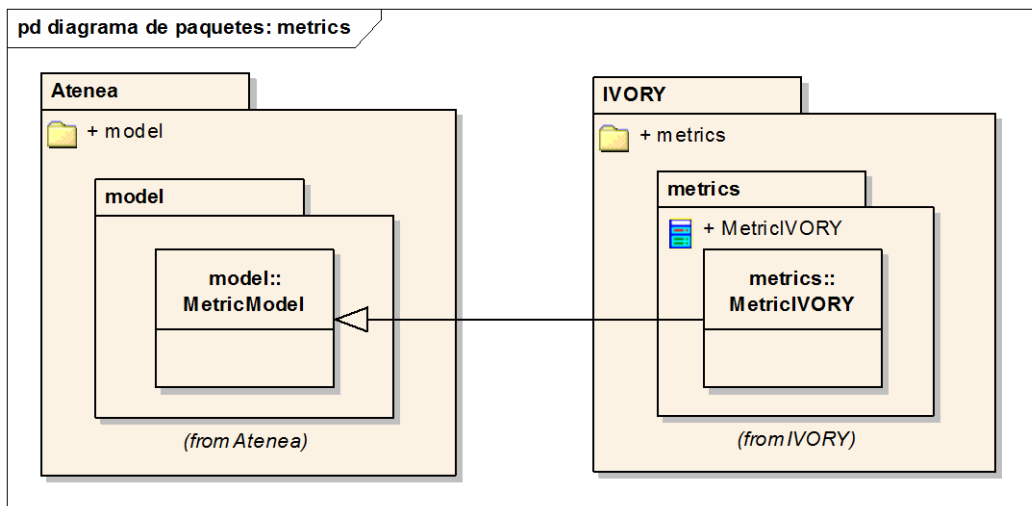 pd diagrama de paquetes: metrics
Atenea
+ model
model
model::
MetricModel
(from Atenea)
IVORY
+ metrics
metrics
+ MetricIVORY
metrics::
MetricIVORY
(from IVORY)